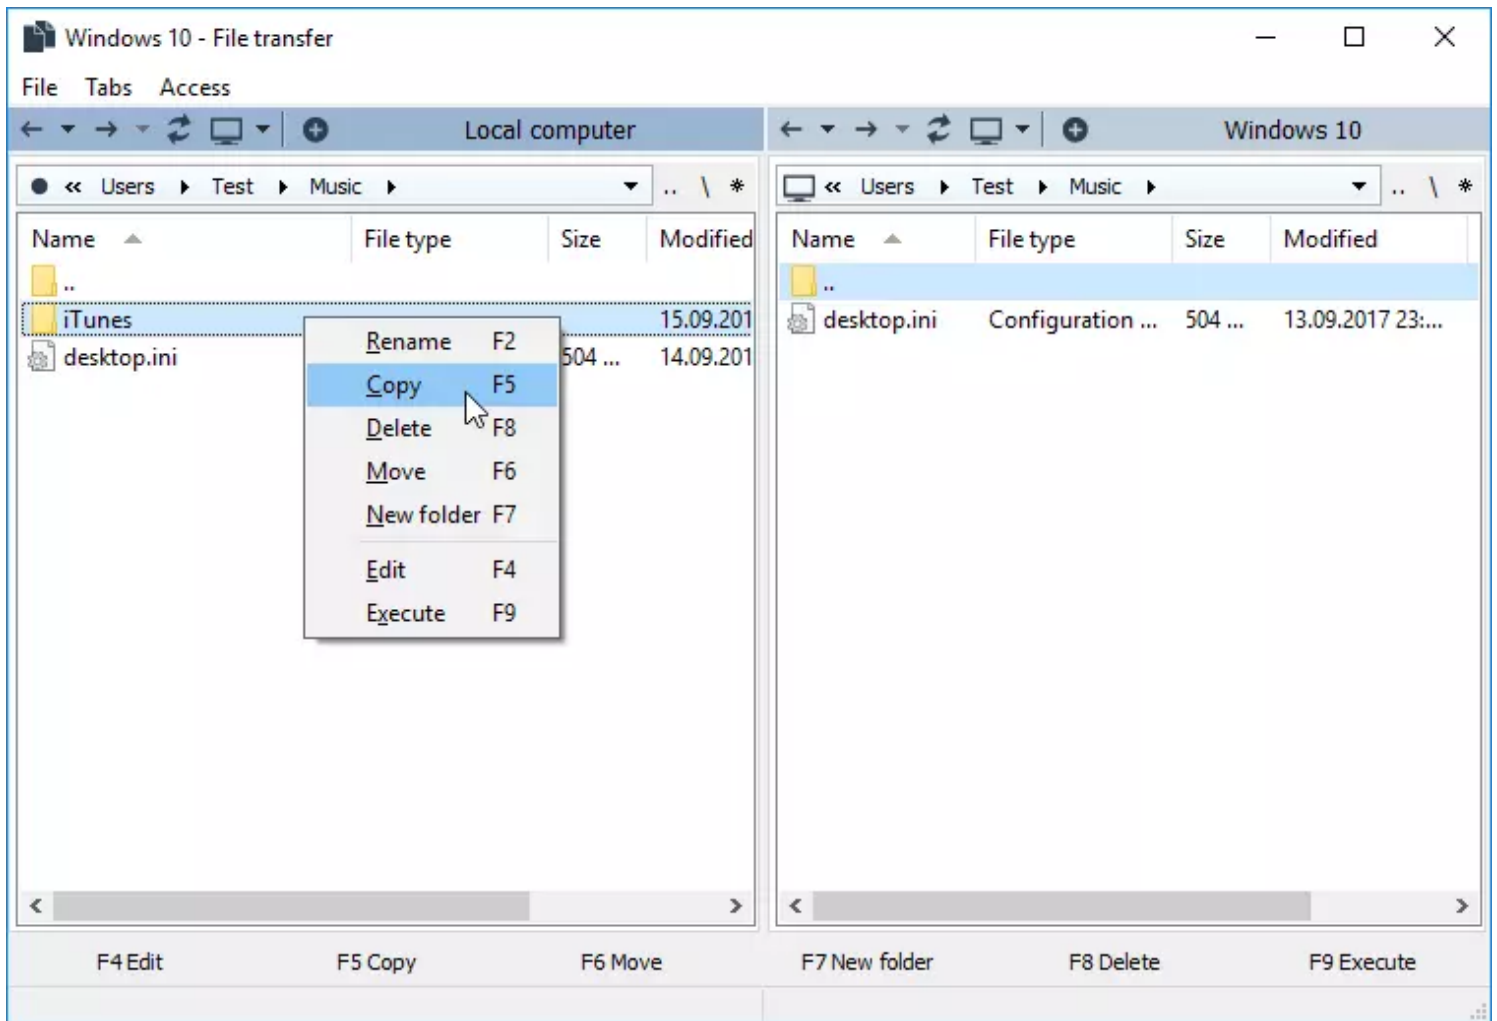 Windows 10 - File transfer
File Tabs Access
Local computer
Windows 10
« Users Test Music .. \ *
« Users Test Music .. \ *
Name File type Size Modified
Name File type Size Modified
..
..
iTunes 15.09.201
desktop.ini Configuration ... 504 ... 13.09.2017 23:...
desktop.ini 504 ... 14.09.201
Rename F2
Copy F5
Delete F8
Move F6
New folder F7
Edit F4
Execute F9
F4 Edit F5 Copy F6 Move F7 New folder F8 Delete F9 Execute